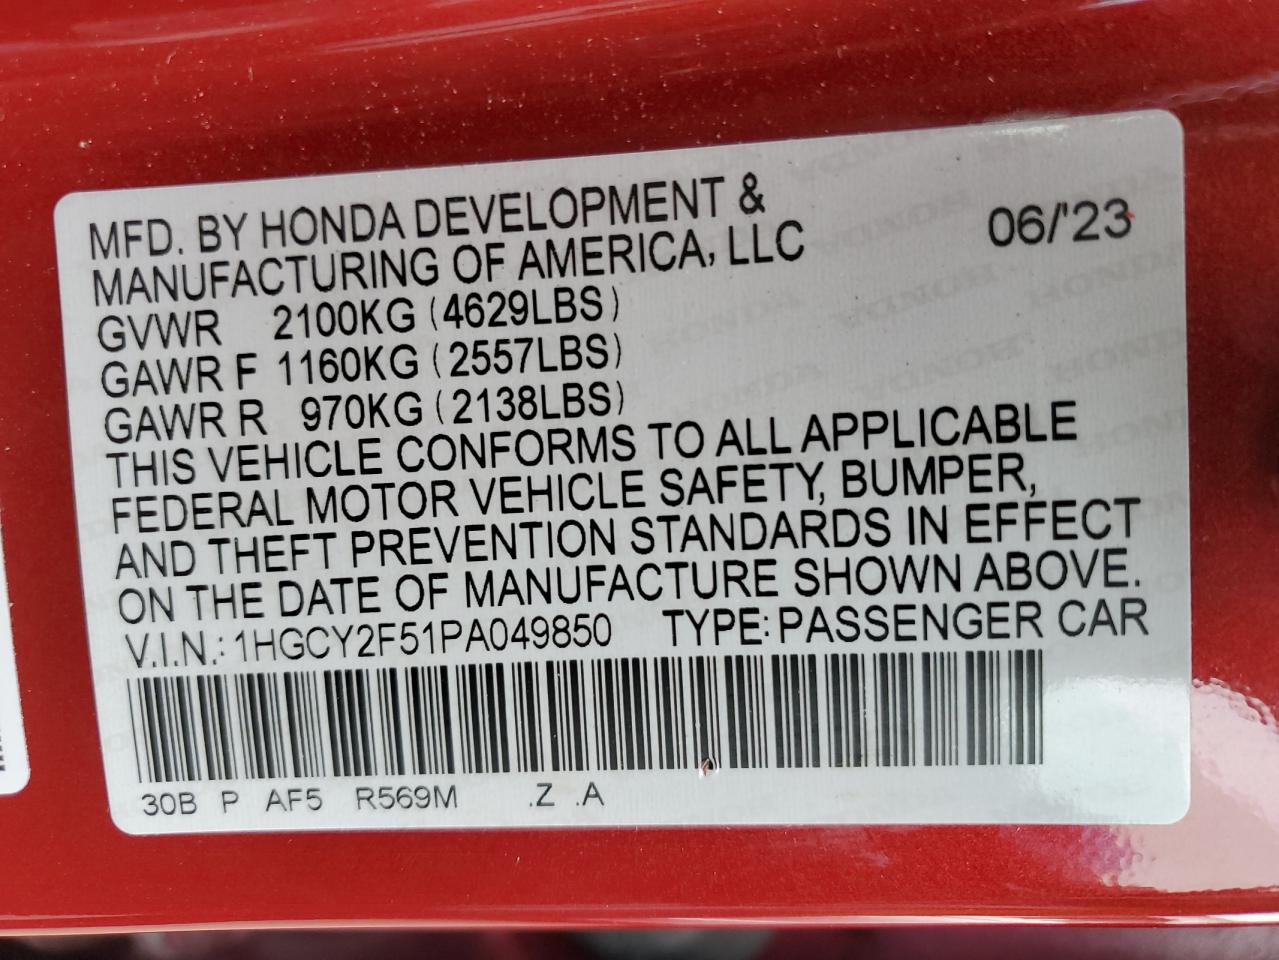 MFD. BY HONDA DEVELOPMENT &
MANUFACTURING OF AMERICA, LLC 06/'23
GVWR 2100KG (4629LBS)
GAWR F 1160KG (2557LBS)
GAWR R 970KG (2138LBS)
THIS VEHICLE CONFORMS TO ALL APPLICABLE
FEDERAL MOTOR VEHICLE SAFETY, BUMPER,
AND THEFT PREVENTION STANDARDS IN EFFECT
ON THE DATE OF MANUFACTURE SHOWN ABOVE.
V.I.N.: 1HGCY2F51PA049850 TYPE: PASSENGER CAR
30B P AF5 R569M .Z .A